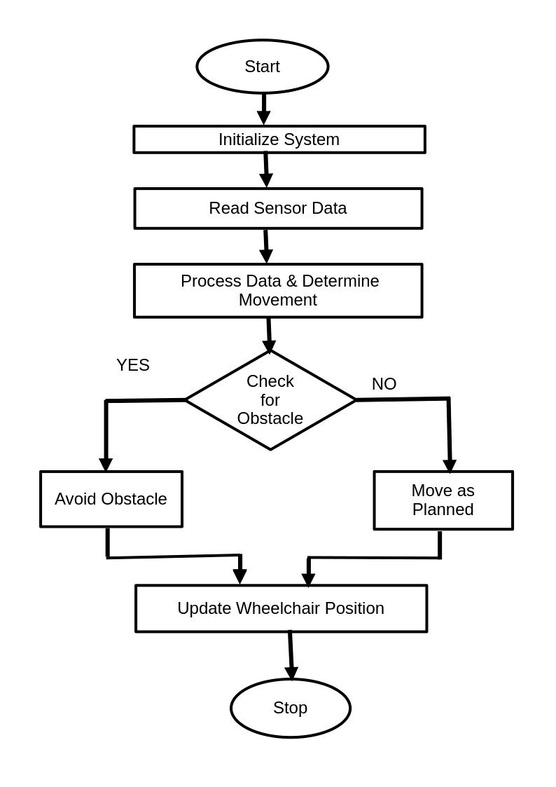 Start
Initialize System
Read Sensor Data
Process Data & Determine
Movement
YES
Check
for
Obstacle
NO
Avoid Obstacle
Move as
Planned
Update Wheelchair Position
Stop